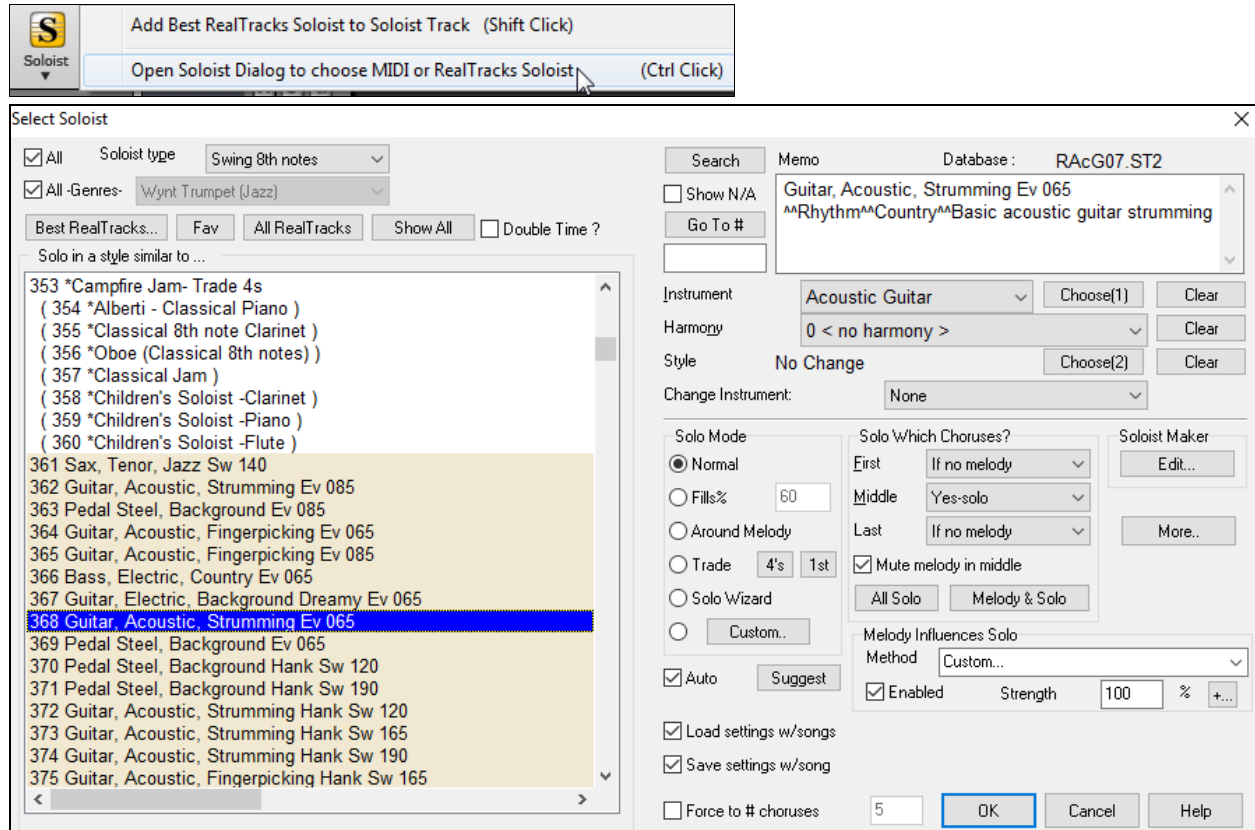 S
Soloist
Add Best RealTracks Soloist to Soloist Track (Shift Click)
Open Soloist Dialog to choose MIDI or RealTracks Soloist (Ctrl Click)
Select Soloist
All Soloist type Swing 8th notes
All -Genres- Wynt Trumpet (Jazz)
Best RealTracks... Fav All RealTracks Show All Double Time ?
Solo in a style similar to ...
353 *Campfire Jam- Trade 4s
( 354 *Alberti - Classical Piano )
( 355 *Classical 8th note Clarinet )
( 356 *Oboe (Classical 8th notes) )
( 357 *Classical Jam )
( 358 *Children's Soloist -Clarinet )
( 359 *Children's Soloist -Piano )
( 360 *Children's Soloist -Flute )
361 Sax, Tenor, Jazz Sw 140
362 Guitar, Acoustic, Strumming Ev 085
363 Pedal Steel, Background Ev 085
364 Guitar, Acoustic, Fingerpicking Ev 065
365 Guitar, Acoustic, Fingerpicking Ev 085
366 Bass, Electric, Country Ev 065
367 Guitar, Electric, Background Dreamy Ev 065
368 Guitar, Acoustic, Strumming Ev 065
369 Pedal Steel, Background Ev 065
370 Pedal Steel, Background Hank Sw 120
371 Pedal Steel, Background Hank Sw 190
372 Guitar, Acoustic, Strumming Hank Sw 120
373 Guitar, Acoustic, Strumming Hank Sw 165
374 Guitar, Acoustic, Strumming Hank Sw 190
375 Guitar, Acoustic, Fingerpicking Hank Sw 165
Search Memo Database : RAcG07.ST2
Show N/A
Go To #
Guitar, Acoustic, Strumming Ev 065
^^Rhythm^^Country^^Basic acoustic guitar strumming
Instrument Acoustic Guitar Choose(1) Clear
Harmony 0 < no harmony > Clear
Style No Change Choose(2) Clear
Change Instrument: None
Solo Mode
Normal
Fills% 60
Around Melody
Trade 4's 1st
Solo Wizard
Custom..
Auto Suggest
Solo Which Choruses?
First If no melody
Middle Yes-solo
Last If no melody
Mute melody in middle
All Solo Melody & Solo
Soloist Maker
Edit...
More..
Melody Influences Solo
Method Custom...
Enabled Strength 100 % +...
Load settings w/songs
Save settings w/song
Force to # choruses 5 OK Cancel Help